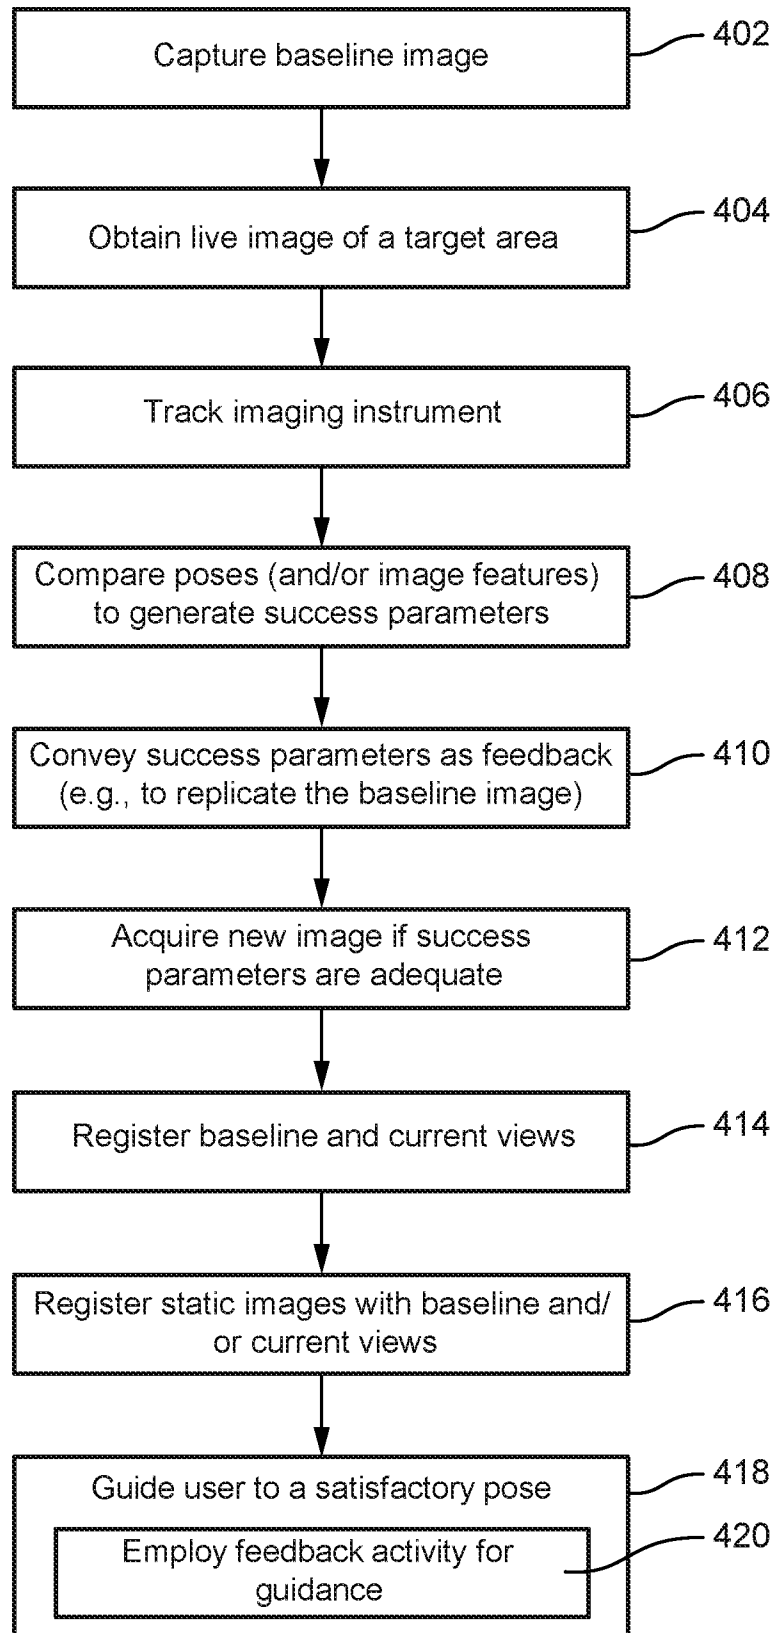 Capture baseline image
402
Obtain live image of a target area
404
Track imaging instrument
406
Compare poses (and/or image features)
to generate success parameters
408
Convey success parameters as feedback
(e.g., to replicate the baseline image)
410
Acquire new image if success
parameters are adequate
412
Register baseline and current views
414
Register static images with baseline and/
or current views
416
Guide user to a satisfactory pose
418
Employ feedback activity for
guidance
420